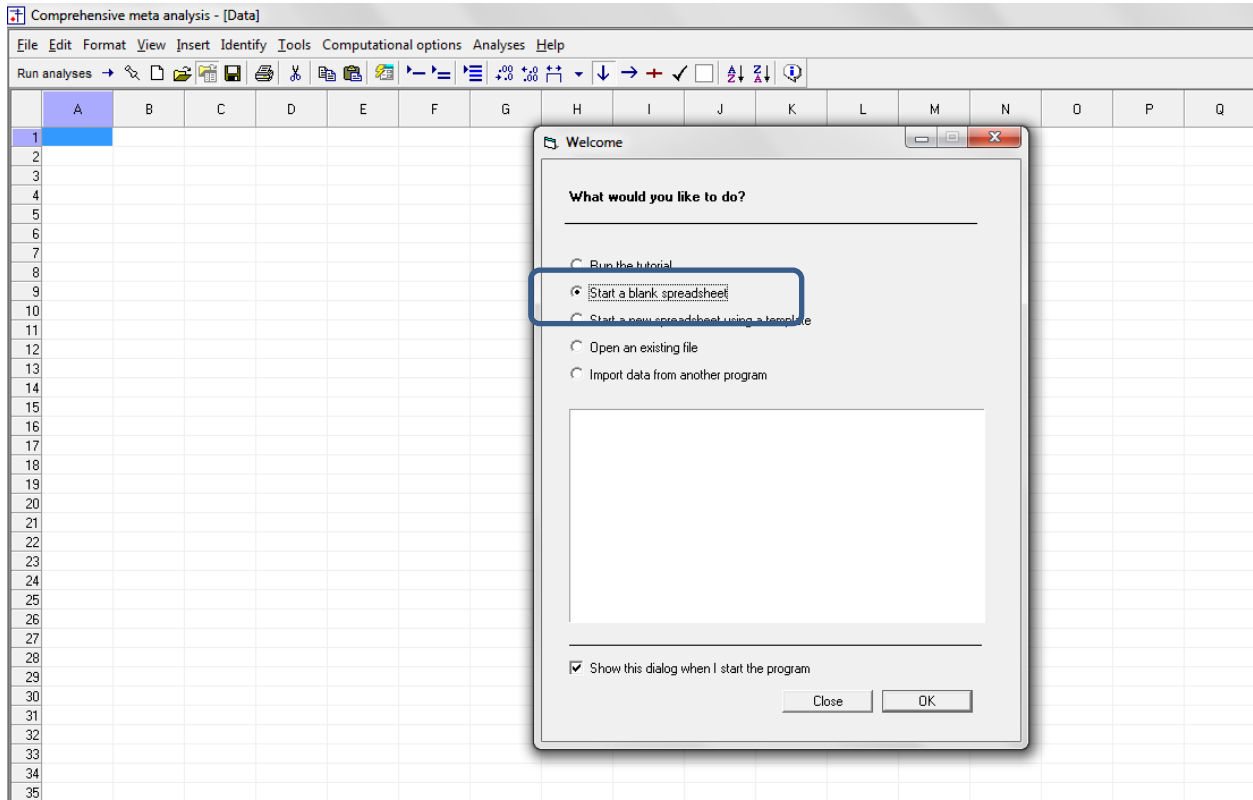 Comprehensive meta analysis - [Data]
File Edit Format View Insert Identify Tools Computational options Analyses Help
Run analyses
A B C D E F G H I J K L M N O P Q
1
2
3
4
5
6
7
8
9
10
11
12
13
14
15
16
17
18
19
20
21
22
23
24
25
26
27
28
29
30
31
32
33
34
35
Welcome
What would you like to do?
Run the tutorial
Start a blank spreadsheet
Start a new spreadsheet using a template
Open an existing file
Import data from another program
Show this dialog when I start the program
Close OK